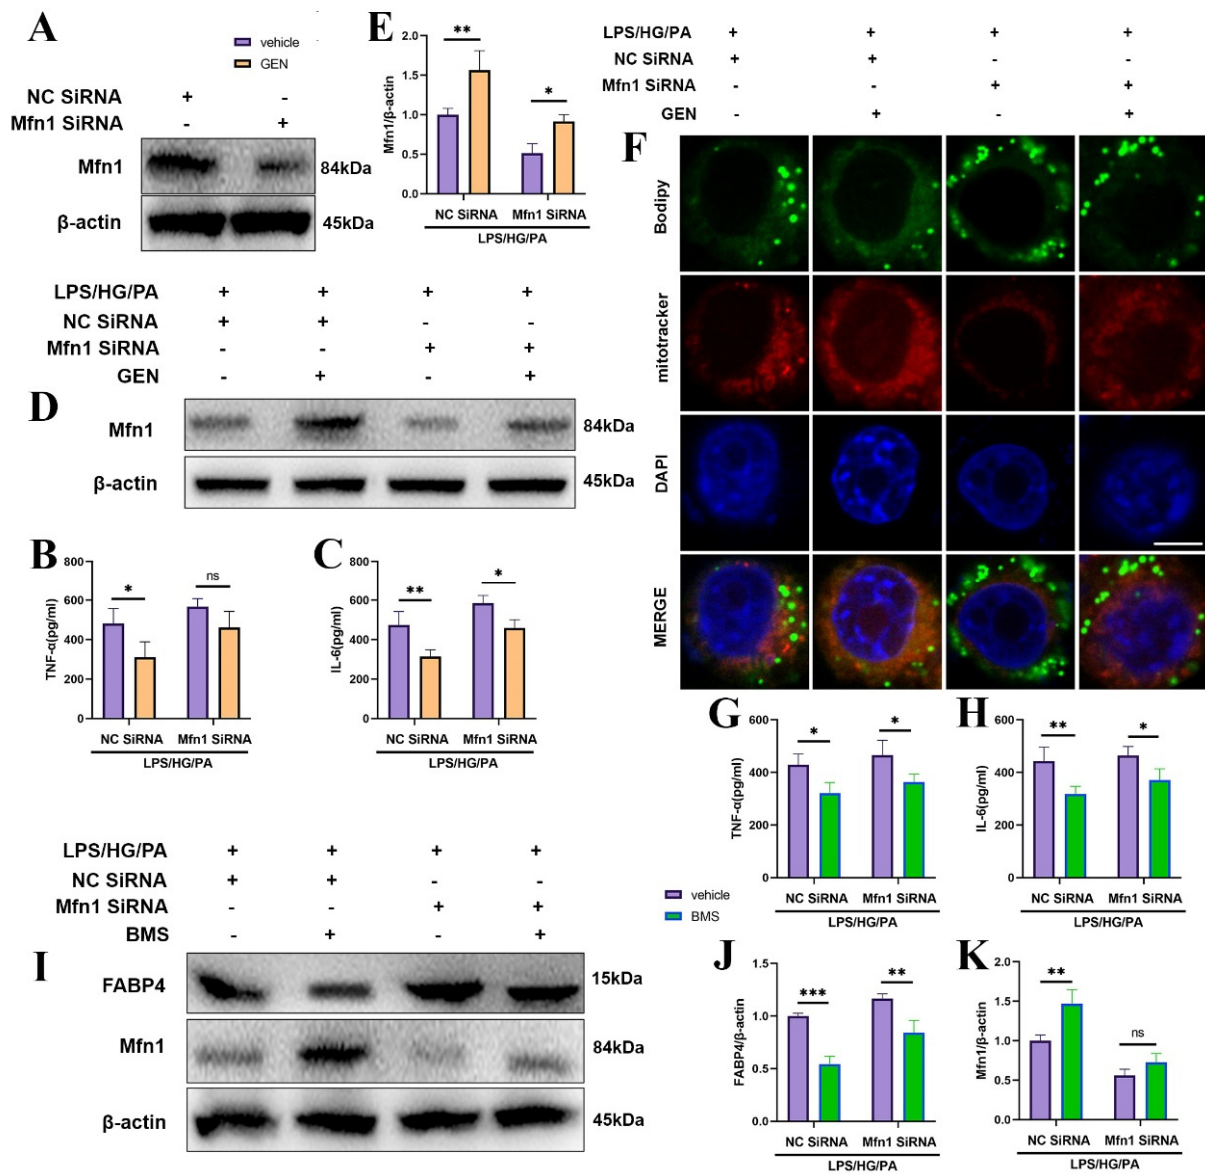 A
vehicle
GEN
NC SiRNA + -
Mfn1 SiRNA - +
Mfn1 84kDa
β-actin 45kDa
E
Mfn1/β-actin
2.0
1.5
1.0
0.5
0.0
** *
NC SiRNA Mfn1 SiRNA
LPS/HG/PA
LPS/HG/PA + + + +
NC SiRNA + + - -
Mfn1 SiRNA - - + +
GEN - + - +
F
Bodipy
mitotracker
DAPI
MERGE
LPS/HG/PA + + + +
NC SiRNA + + - -
Mfn1 SiRNA - - + +
GEN - + - +
D
Mfn1 84kDa
β-actin 45kDa
B
TNF-α(pg/ml)
800
600
400
200
0
* ns
NC SiRNA Mfn1 SiRNA
LPS/HG/PA
C
IL-6(pg/ml)
800
600
400
200
0
** *
NC SiRNA Mfn1 SiRNA
LPS/HG/PA
G
TNF-α(pg/ml)
600
400
200
0
* *
NC SiRNA Mfn1 SiRNA
LPS/HG/PA
H
IL-6(pg/ml)
600
400
200
0
** *
NC SiRNA Mfn1 SiRNA
LPS/HG/PA
vehicle
BMS
LPS/HG/PA + + + +
NC SiRNA + + - -
Mfn1 SiRNA - - + +
BMS - + - +
I
FABP4 15kDa
Mfn1 84kDa
β-actin 45kDa
J
FABP4/β-actin
1.5
1.0
0.5
0.0
*** **
NC SiRNA Mfn1 SiRNA
LPS/HG/PA
K
Mfn1/β-actin
2.0
1.5
1.0
0.5
0.0
** ns
NC SiRNA Mfn1 SiRNA
LPS/HG/PA